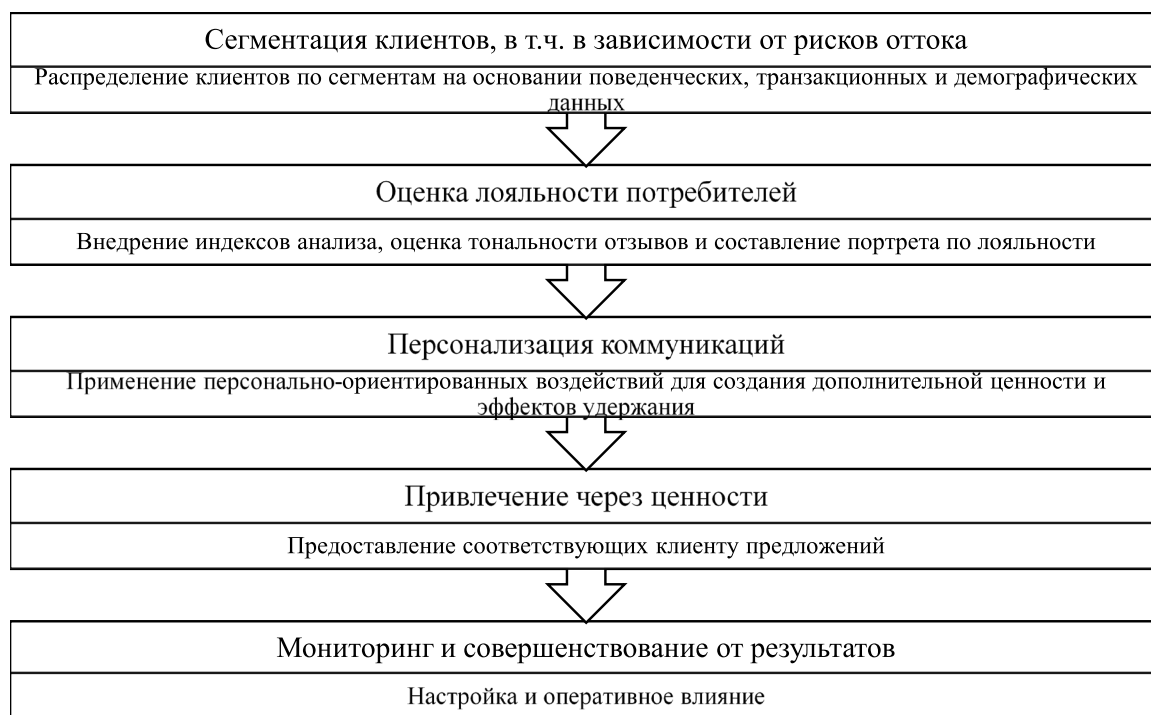 Сегментация клиентов, в т.ч. в зависимости от рисков оттока
Распределение клиентов по сегментам на основании поведенческих, транзакционных и демографических
данных
Оценка лояльности потребителей
Внедрение индексов анализа, оценка тональности отзывов и составление портрета по лояльности
Персонализация коммуникаций
Применение персонально-ориентированных воздействий для создания дополнительной ценности и
эффектов удержания
Привлечение через ценности
Предоставление соответствующих клиенту предложений
Мониторинг и совершенствование от результатов
Настройка и оперативное влияние